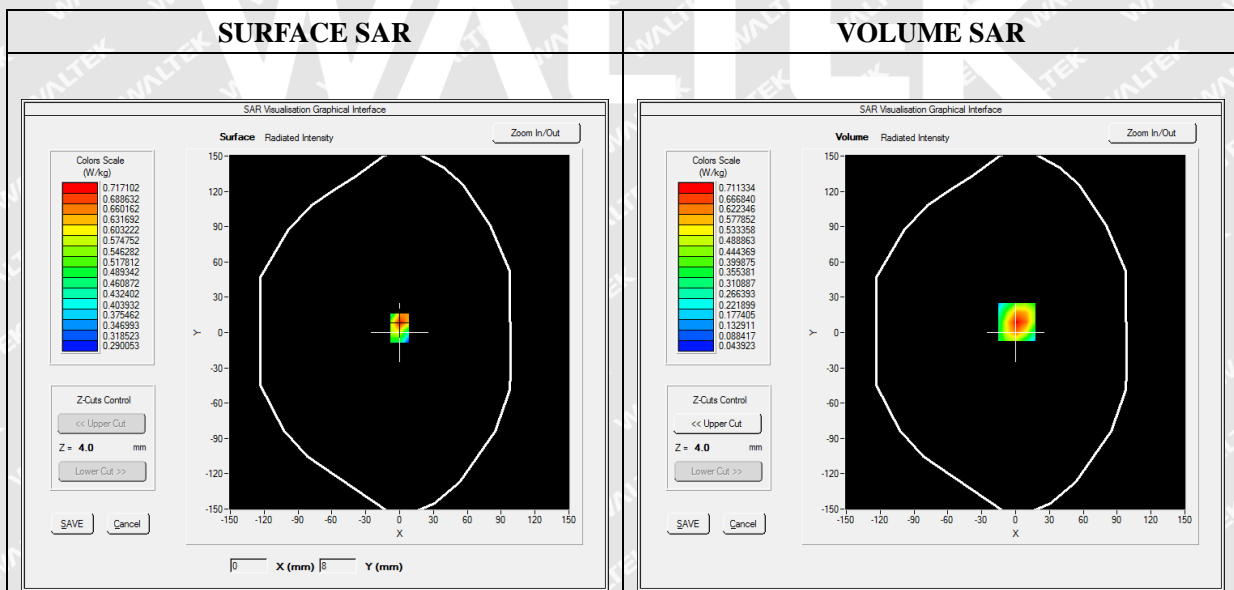 WALTEK
SURFACE SAR
VOLUME SAR
SAR Visualisation Graphical Interface
Surface Radiated Intensity
Zoom In/Out
Colors Scale
(W/kg)
0.717102
0.688632
0.660162
0.631692
0.603222
0.574752
0.546282
0.517812
0.489342
0.460872
0.432402
0.403932
0.375462
0.346993
0.318523
0.290053
Z-Cuts Control
<< Upper Cut
Z = 4.0 mm
Lower Cut >>
SAVE Cancel
150
120
90
60
30
0
-30
-60
-90
-120
-150
Y
-150 -120 -90 -60 -30 0 30 60 90 120 150
X
0 X (mm) 8 Y (mm)
SAR Visualisation Graphical Interface
Volume Radiated Intensity
Zoom In/Out
Colors Scale
(W/kg)
0.711334
0.666840
0.622346
0.577852
0.533358
0.488863
0.444369
0.399875
0.355381
0.310887
0.266393
0.221899
0.177405
0.132911
0.088417
0.043923
Z-Cuts Control
<< Upper Cut
Z = 4.0 mm
Lower Cut >>
SAVE Cancel
150
120
90
60
30
0
-30
-60
-90
-120
-150
Y
-150 -120 -90 -60 -30 0 30 60 90 120 150
X